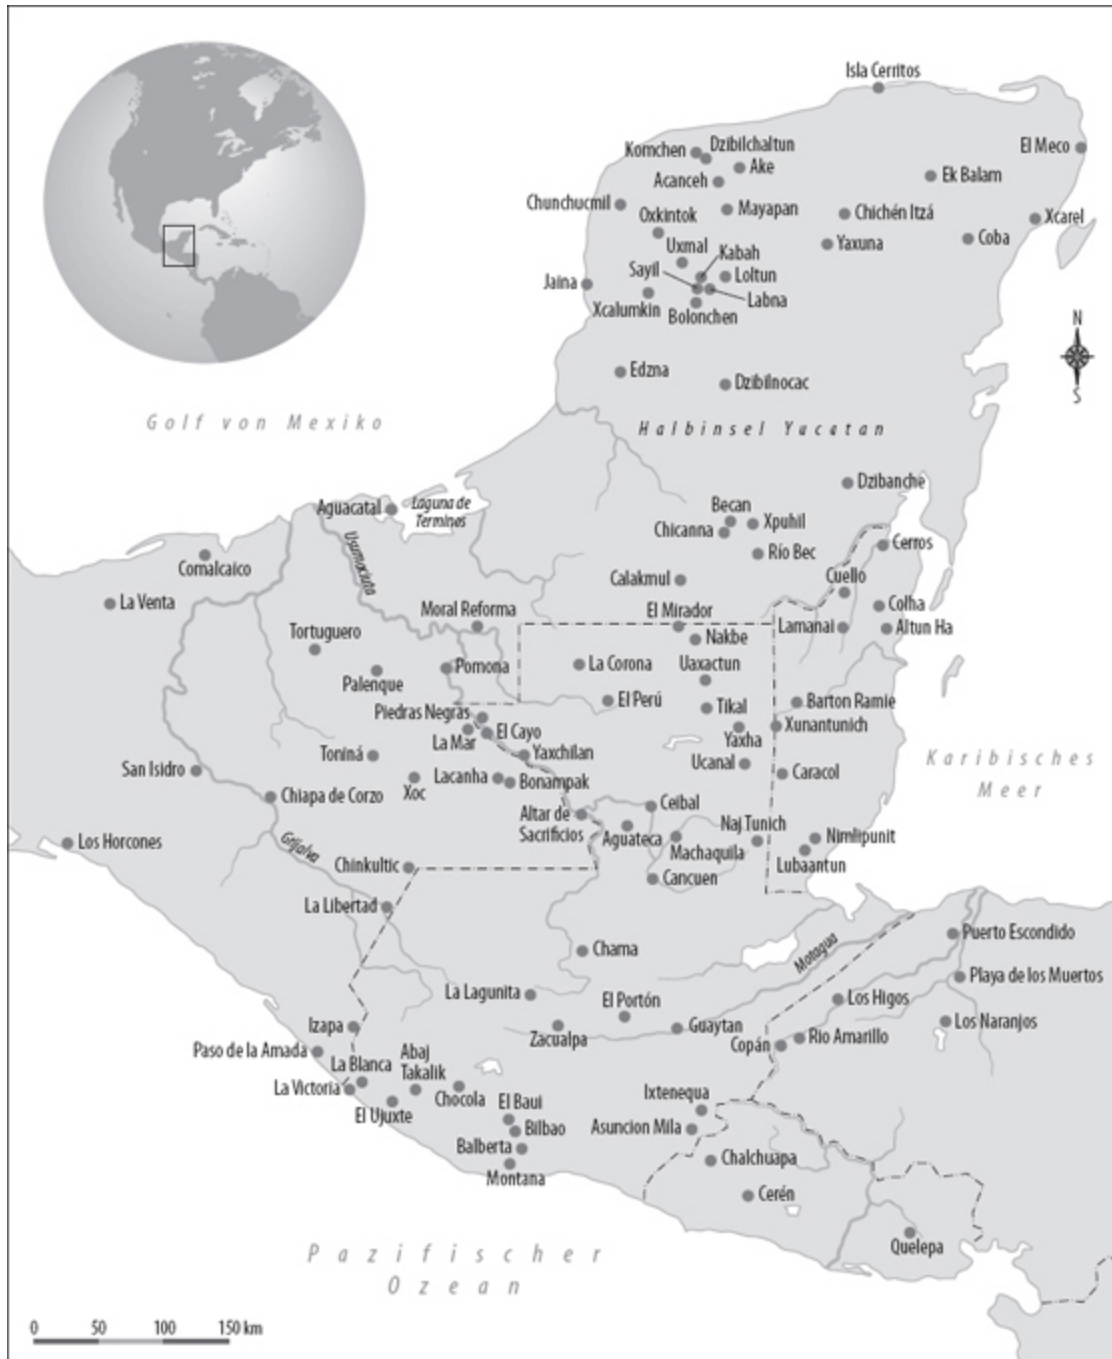 Isla Cerritos
El Meco
Komchen
Dzibilchaltun
Ake
Acanceh
Ek Balam
Chunchucmil
Oxkintok
Mayapan
Chichén Itzá
Xcarel
Uxmal
Kabah
Yaxuna
Coba
Sayil
Loltun
Jaina
Labna
Xcalumkin
Bolonchen
N
S
Edzna
Dzibilnocac
Golf von Mexiko
Halbinsel Yucatan
Dzibanche
Aguacatal
Laguna de
Terminos
Becan
Xpuhil
Chicanna
Usumaciuta
Río Bec
Cerros
Comalcaico
Calakmul
Cuello
La Venta
Moral Reforma
El Mirador
Colha
Lamanai
Altun Ha
Tortuguero
Nakbe
Pomona
La Corona
Uaxactun
Palenque
El Perú
Tikal
Barton Ramie
Piedras Negras
El Cayo
Xunantunich
La Mar
Yaxha
Toniná
Yaxchilan
Ucanal
Karibisches
Meer
San Isidro
Xoc
Lacanha
Bonampak
Caracol
Chiapa de Corzo
Ceibal
Altar de
Sacrificios
Naj Tunich
Los Horcones
Grijalva
Aguateca
Machaquila
Nimlipunit
Lubaantun
Chinkultic
Cancuen
La Libertad
Puerto Escondido
Chama
Motagua
Playa de los Muertos
La Lagunita
El Portón
Los Higos
Izapa
Zacualpa
Guaytan
Los Naranjos
Copán
Rio Amarillo
Paso de la Amada
La Blanca
Abaj
Takalik
La Victoria
Chocola
Ixtenequa
El Ujuxte
El Baui
Bilbao
Asuncion Mila
Balberta
Montana
Chalchuapa
Cerén
Quelepa
Pazifischer
Ozean
0 50 100 150 km